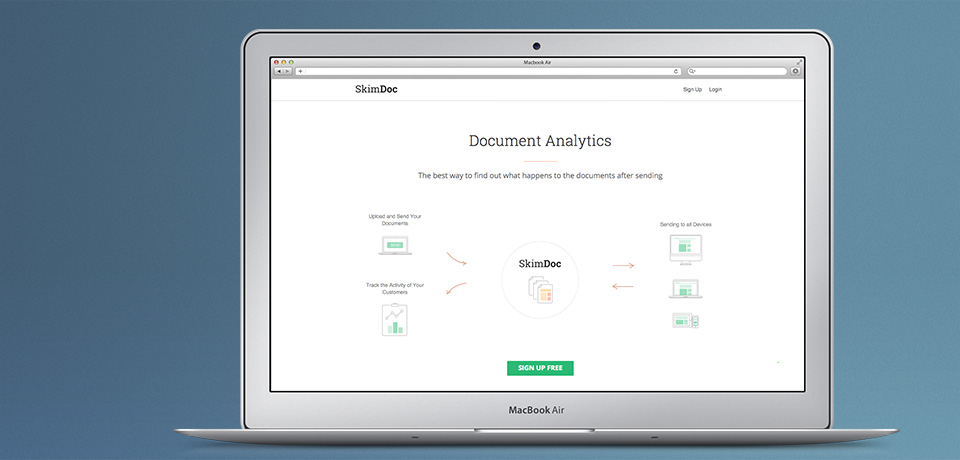 Macbook Air
SkimDoc
Sign Up Login
Document Analytics
The best way to find out what happens to the documents after sending
Upload and Send Your
Documents
Track the Activity of Your
Customers
SkimDoc
Sending to all Devices
SIGN UP FREE
MacBook Air